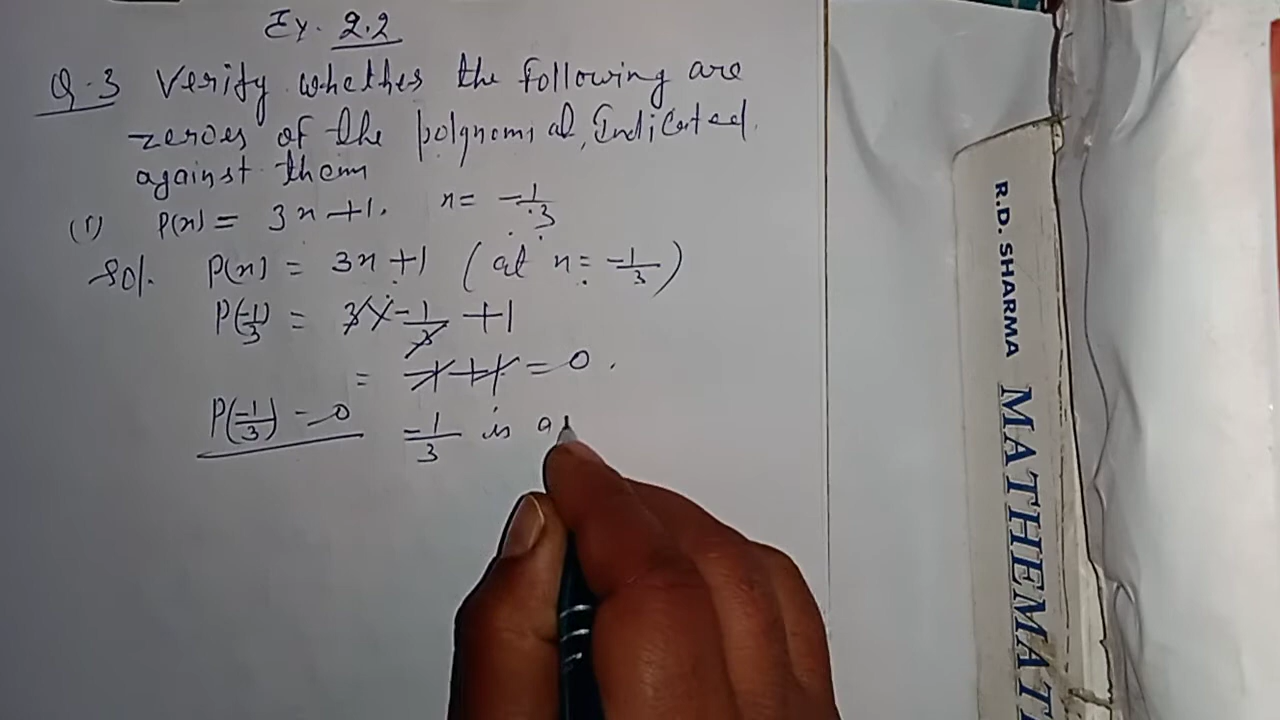 Ex. 2.2
Q.3 Verify whether the following are
zeroes of the polynomial, Indicated
against them
(i) P(x) = 3x+1, x = -1/3
Sol. P(x) = 3x+1 (at x = -1/3)
P(-1/3) = 3×-1/3 +1
= -1+1 = 0.
P(-1/3) = 0 -1/3 is a
R.D. SHARMA
MATHEMATI